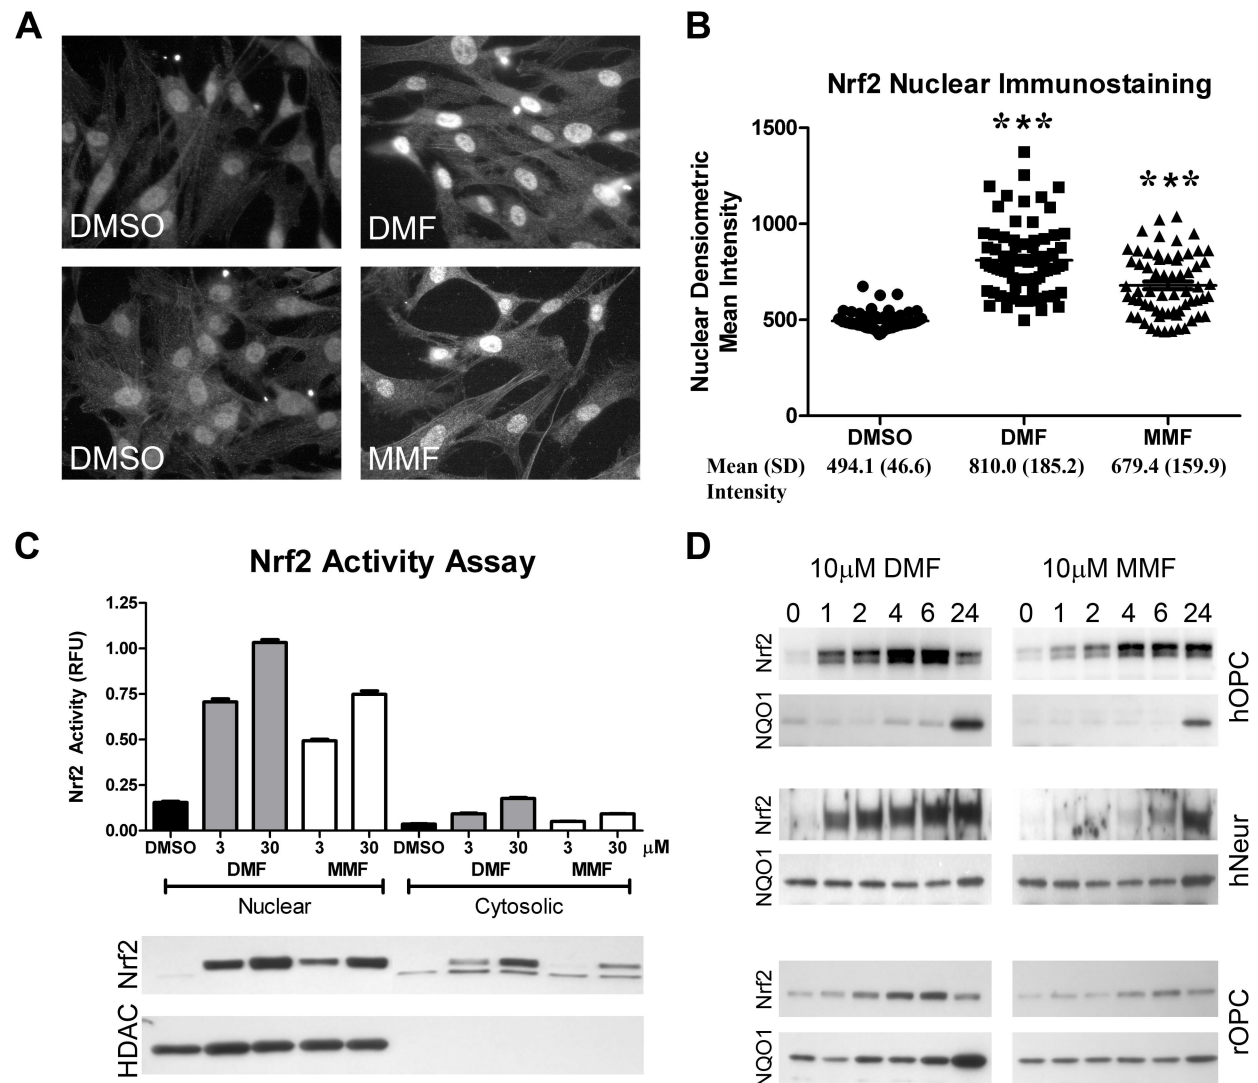 A
DMSO
DMF
DMSO
MMF
B
Nrf2 Nuclear Immunostaining
Nuclear Densiometric
Mean Intensity
1500
1000
500
0
***
***
DMSO DMF MMF
Mean (SD) 494.1 (46.6) 810.0 (185.2) 679.4 (159.9)
Intensity
C
Nrf2 Activity Assay
Nrf2 Activity (RFU)
1.25
1.00
0.75
0.50
0.25
0.00
DMSO 3 30 3 30 DMSO 3 30 3 30 μM
DMF MMF DMF MMF
Nuclear Cytosolic
Nrf2
HDAC
D
10μM DMF 10μM MMF
0 1 2 4 6 24 0 1 2 4 6 24
Nrf2
NQO1
hOPC
Nrf2
NQO1
hNeur
Nrf2
NQO1
rOPC